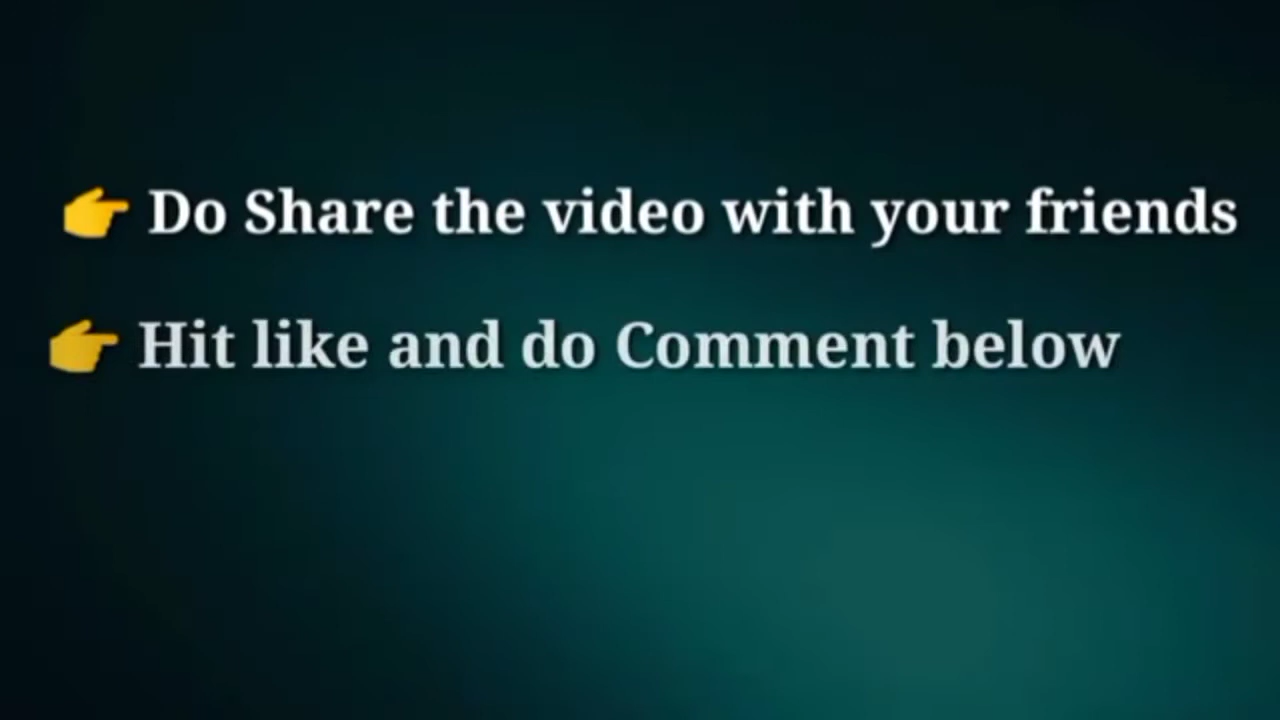 👉 Do Share the video with your friends
👉 Hit like and do Comment below